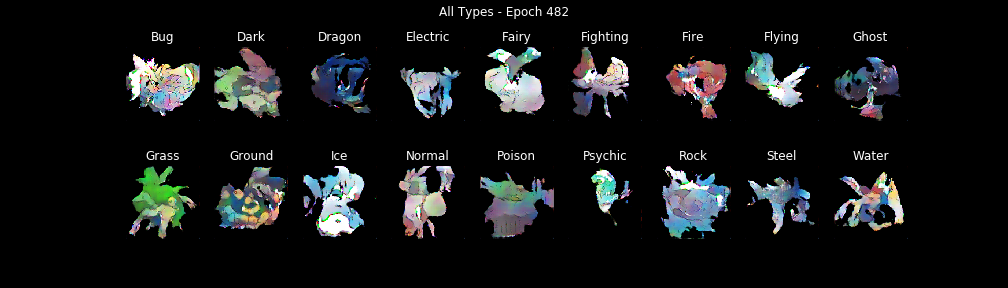 All Types - Epoch 482
Bug Dark Dragon Electric Fairy Fighting Fire Flying Ghost
Grass Ground Ice Normal Poison Psychic Rock Steel Water